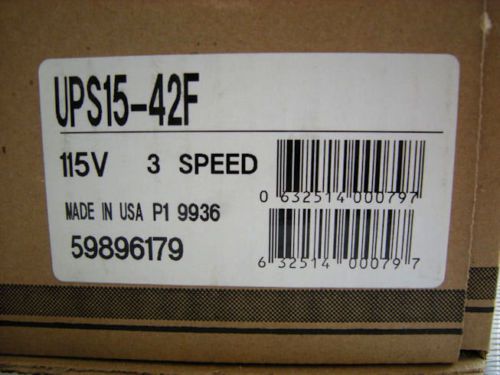 UPS15-42F
115V 3 SPEED
0 632514 000797
MADE IN USA P1 9936
59896179
6 32514 00079 7